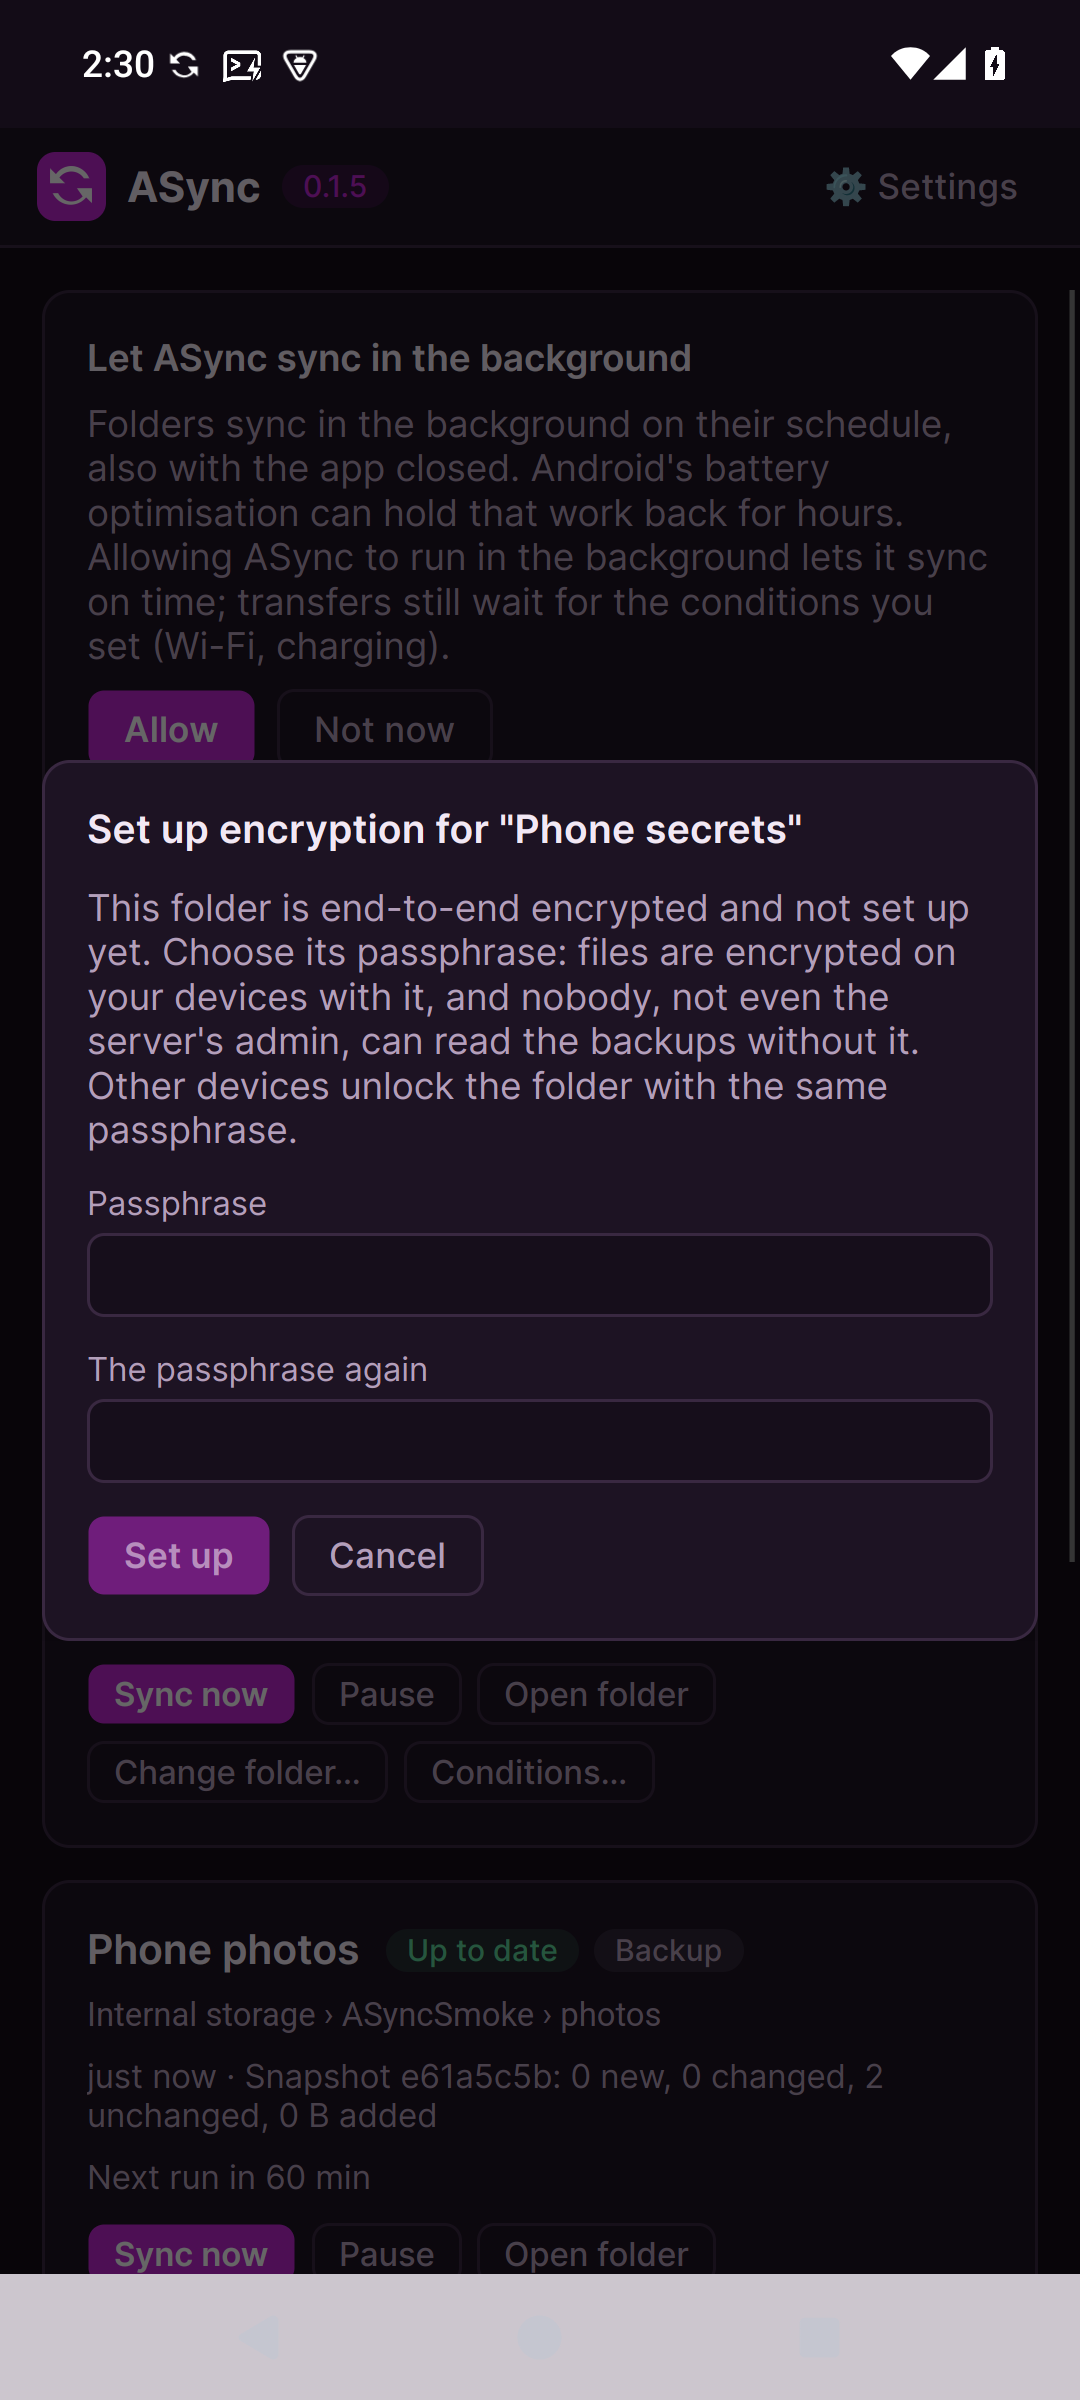 2:30
ASync 0.1.5 Settings
Let ASync sync in the background
Folders sync in the background on their schedule,
also with the app closed. Android's battery
optimisation can hold that work back for hours.
Allowing ASync to run in the background lets it sync
on time; transfers still wait for the conditions you
set (Wi-Fi, charging).
Allow Not now
Set up encryption for "Phone secrets"
This folder is end-to-end encrypted and not set up
yet. Choose its passphrase: files are encrypted on
your devices with it, and nobody, not even the
server's admin, can read the backups without it.
Other devices unlock the folder with the same
passphrase.
Passphrase
The passphrase again
Set up Cancel
Sync now Pause Open folder
Change folder... Conditions...
Phone photos Up to date Backup
Internal storage › ASyncSmoke › photos
just now · Snapshot e61a5c5b: 0 new, 0 changed, 2
unchanged, 0 B added
Next run in 60 min
Sync now Pause Open folder